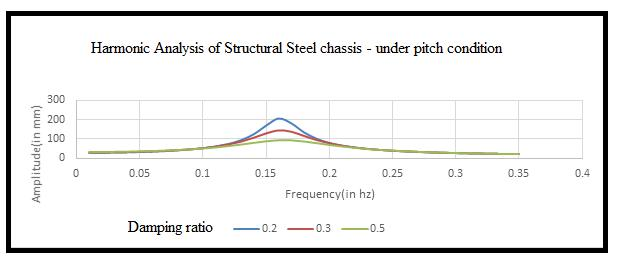 Harmonic Analysis of Structural Steel chassis - under pitch condition
Amplitude(in mm)
300
200
100
0
0 0.05 0.1 0.15 0.2 0.25 0.3 0.35 0.4
Frequency(in hz)
Damping ratio 0.2 0.3 0.5